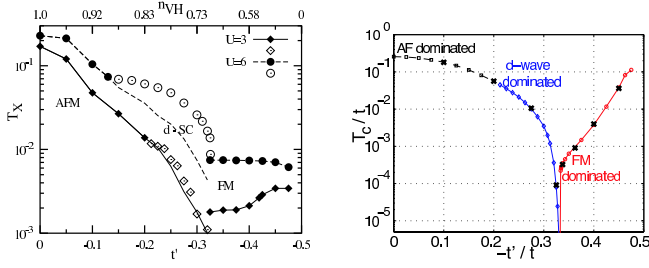 n_VH
1.0 0.92 0.83 0.73 0.58 0
U=3
U=6
10^-1
10^-2
10^-3
T_X
AFM
d-SC
FM
0 -0.1 -0.2 -0.3 -0.4 -0.5
t'
AF dominated
d-wave
dominated
FM
dominated
10^0
10^-1
10^-2
10^-3
10^-4
10^-5
T_c / t
0 0.1 0.2 0.3 0.4 0.5
-t' / t